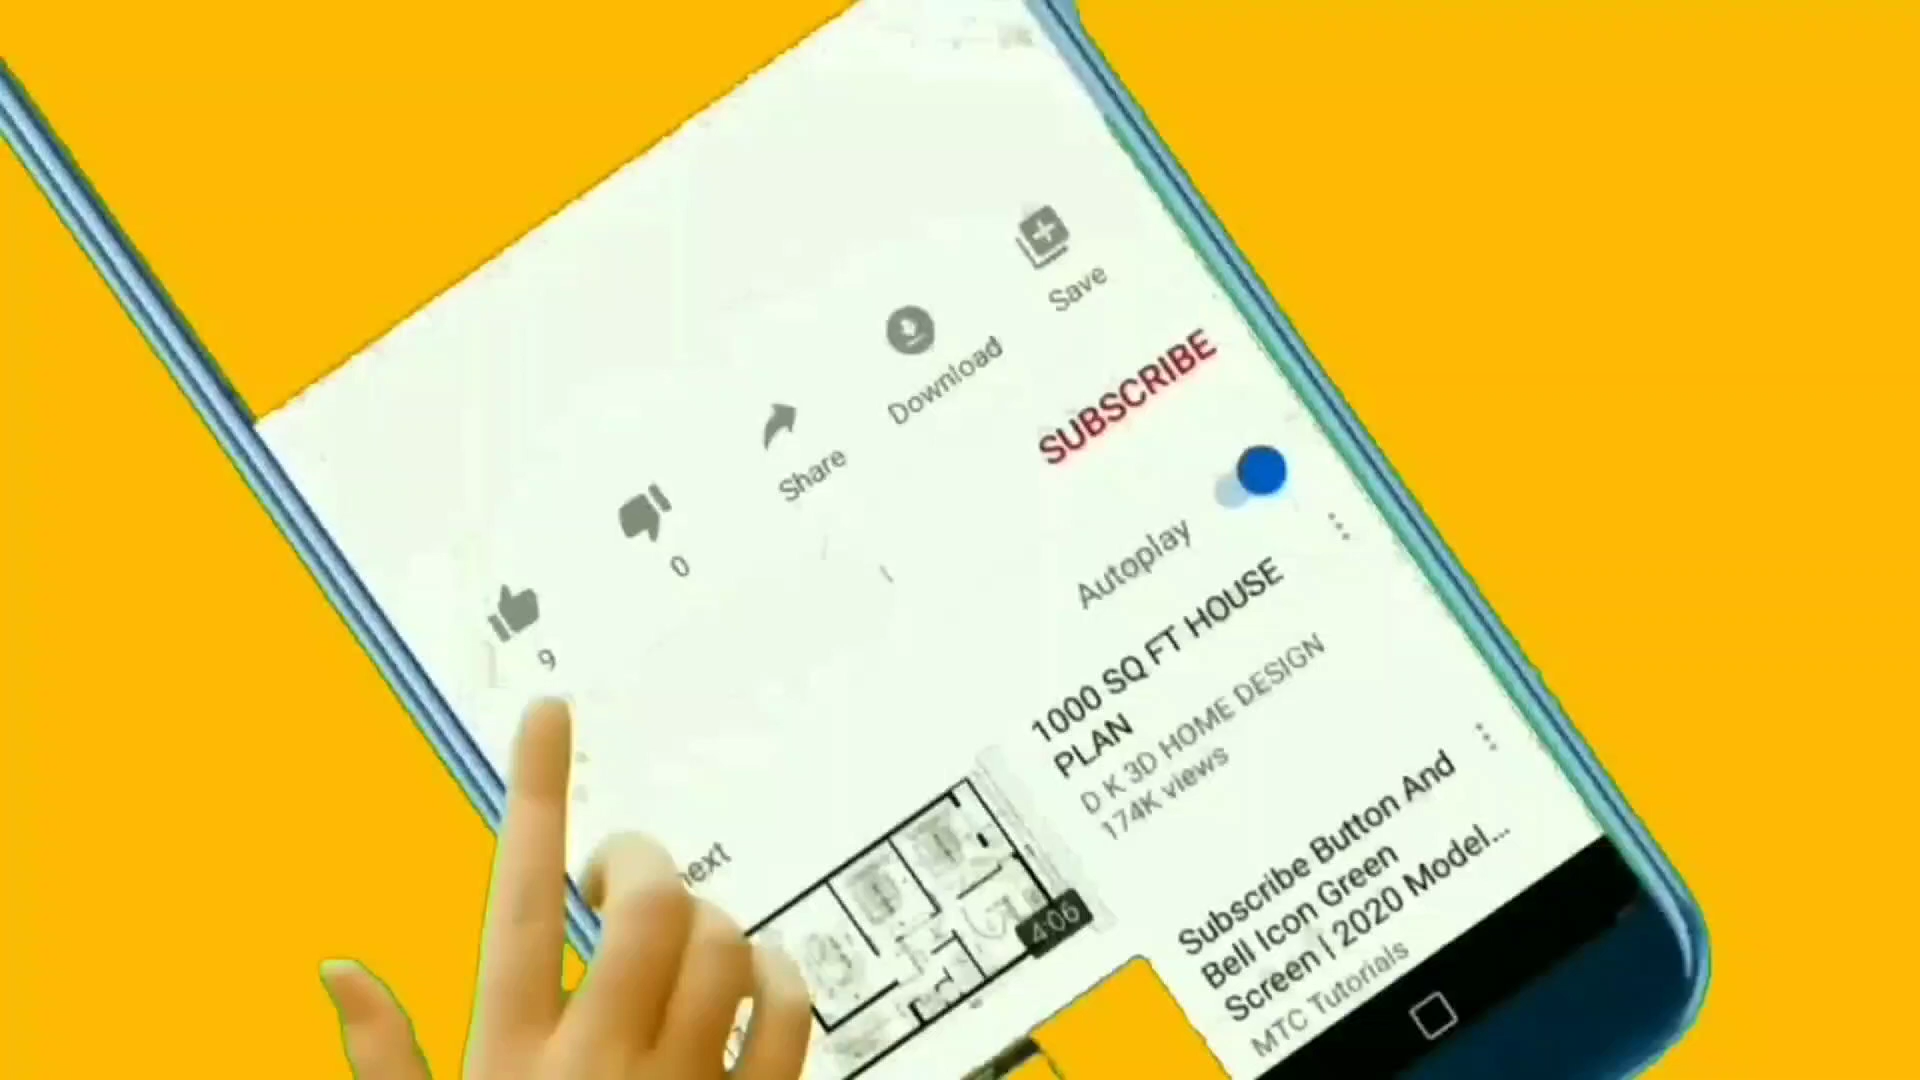 Save
Download
Share
0
9
SUBSCRIBE
Autoplay
next
1000 SQ FT HOUSE
PLAN
D K 3D HOME DESIGN
174K views
4:06
Subscribe Button And
Bell Icon Green
Screen | 2020 Model...
MTC Tutorials